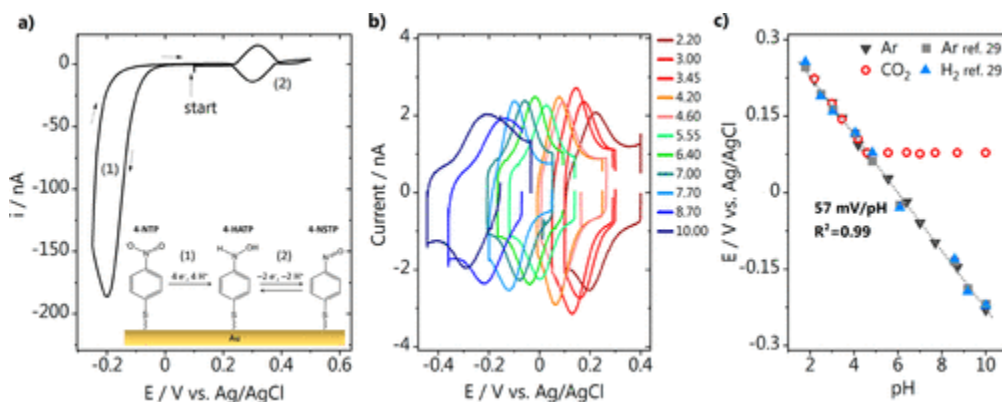 a)
i / nA
0
-50
-100
-150
-200
-0.2 0.0 0.2 0.4 0.6
E / V vs. Ag/AgCl
start
(1)
(2)
4-NTP 4-HATP 4-NSTP
(1) (2)
4 e⁻, 4 H⁺ −2 e⁻, −2 H⁺
Au
b)
Current / nA
4
2
0
-2
-4
-0.4 -0.2 0.0 0.2 0.4
E / V vs. Ag/AgCl
2.20
3.00
3.45
4.20
4.60
5.55
6.40
7.00
7.70
8.70
10.00
c)
E / V vs. Ag/AgCl
0.3
0.15
0.0
-0.15
-0.3
Ar Ar ref. 29
CO₂ H₂ ref. 29
57 mV/pH
R²=0.99
2 4 6 8 10
pH